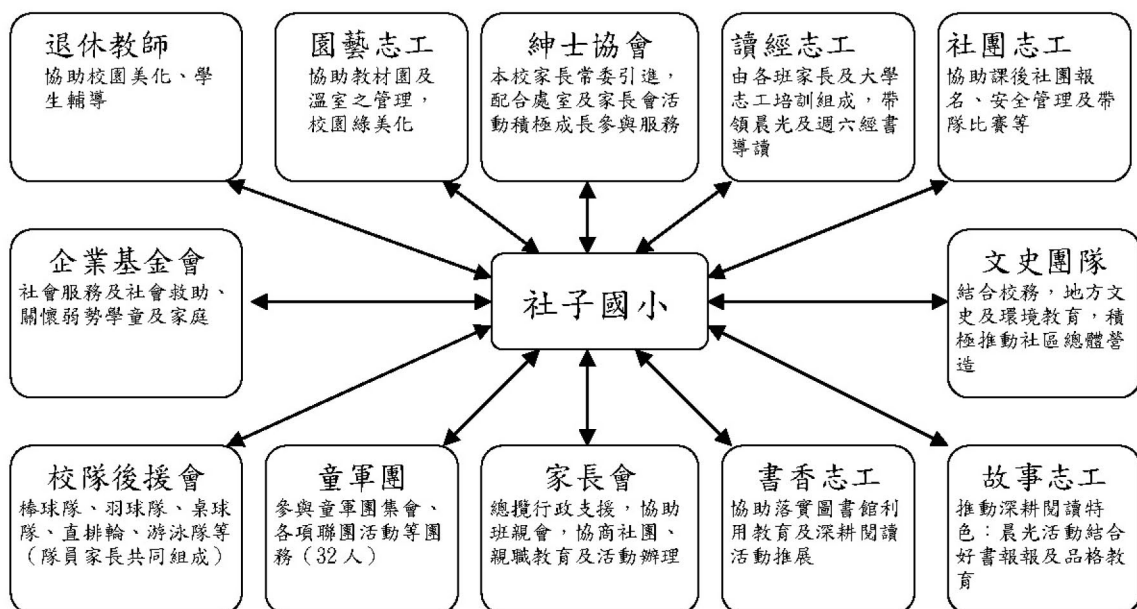 退休教師
協助校園美化、學
生輔導
園藝志工
協助教材園及
溫室之管理，
校園綠美化
紳士協會
本校家長常委引進，
配合處室及家長會活
動積極成長參與服務
讀經志工
由各班家長及大學
志工培訓組成，帶
領晨光及週六經書
導讀
社團志工
協助課後社團報
名、安全管理及帶
隊比賽等
企業基金會
社會服務及社會救助、
關懷弱勢學童及家庭
社子國小
文史團隊
結合校務，地方文
史及環境教育，積
極推動社區總體營
造
校隊後援會
棒球隊、羽球隊、桌球
隊、直排輪、游泳隊等
（隊員家長共同組成）
童軍團
參與童軍團集會、
各項聯團活動等團
務（32人）
家長會
總攬行政支援，協助
班親會，協商社團、
親職教育及活動辦理
書香志工
協助落實圖書館利
用教育及深耕閱讀
活動推展
故事志工
推動深耕閱讀特
色：晨光活動結合
好書報報及品格教
育